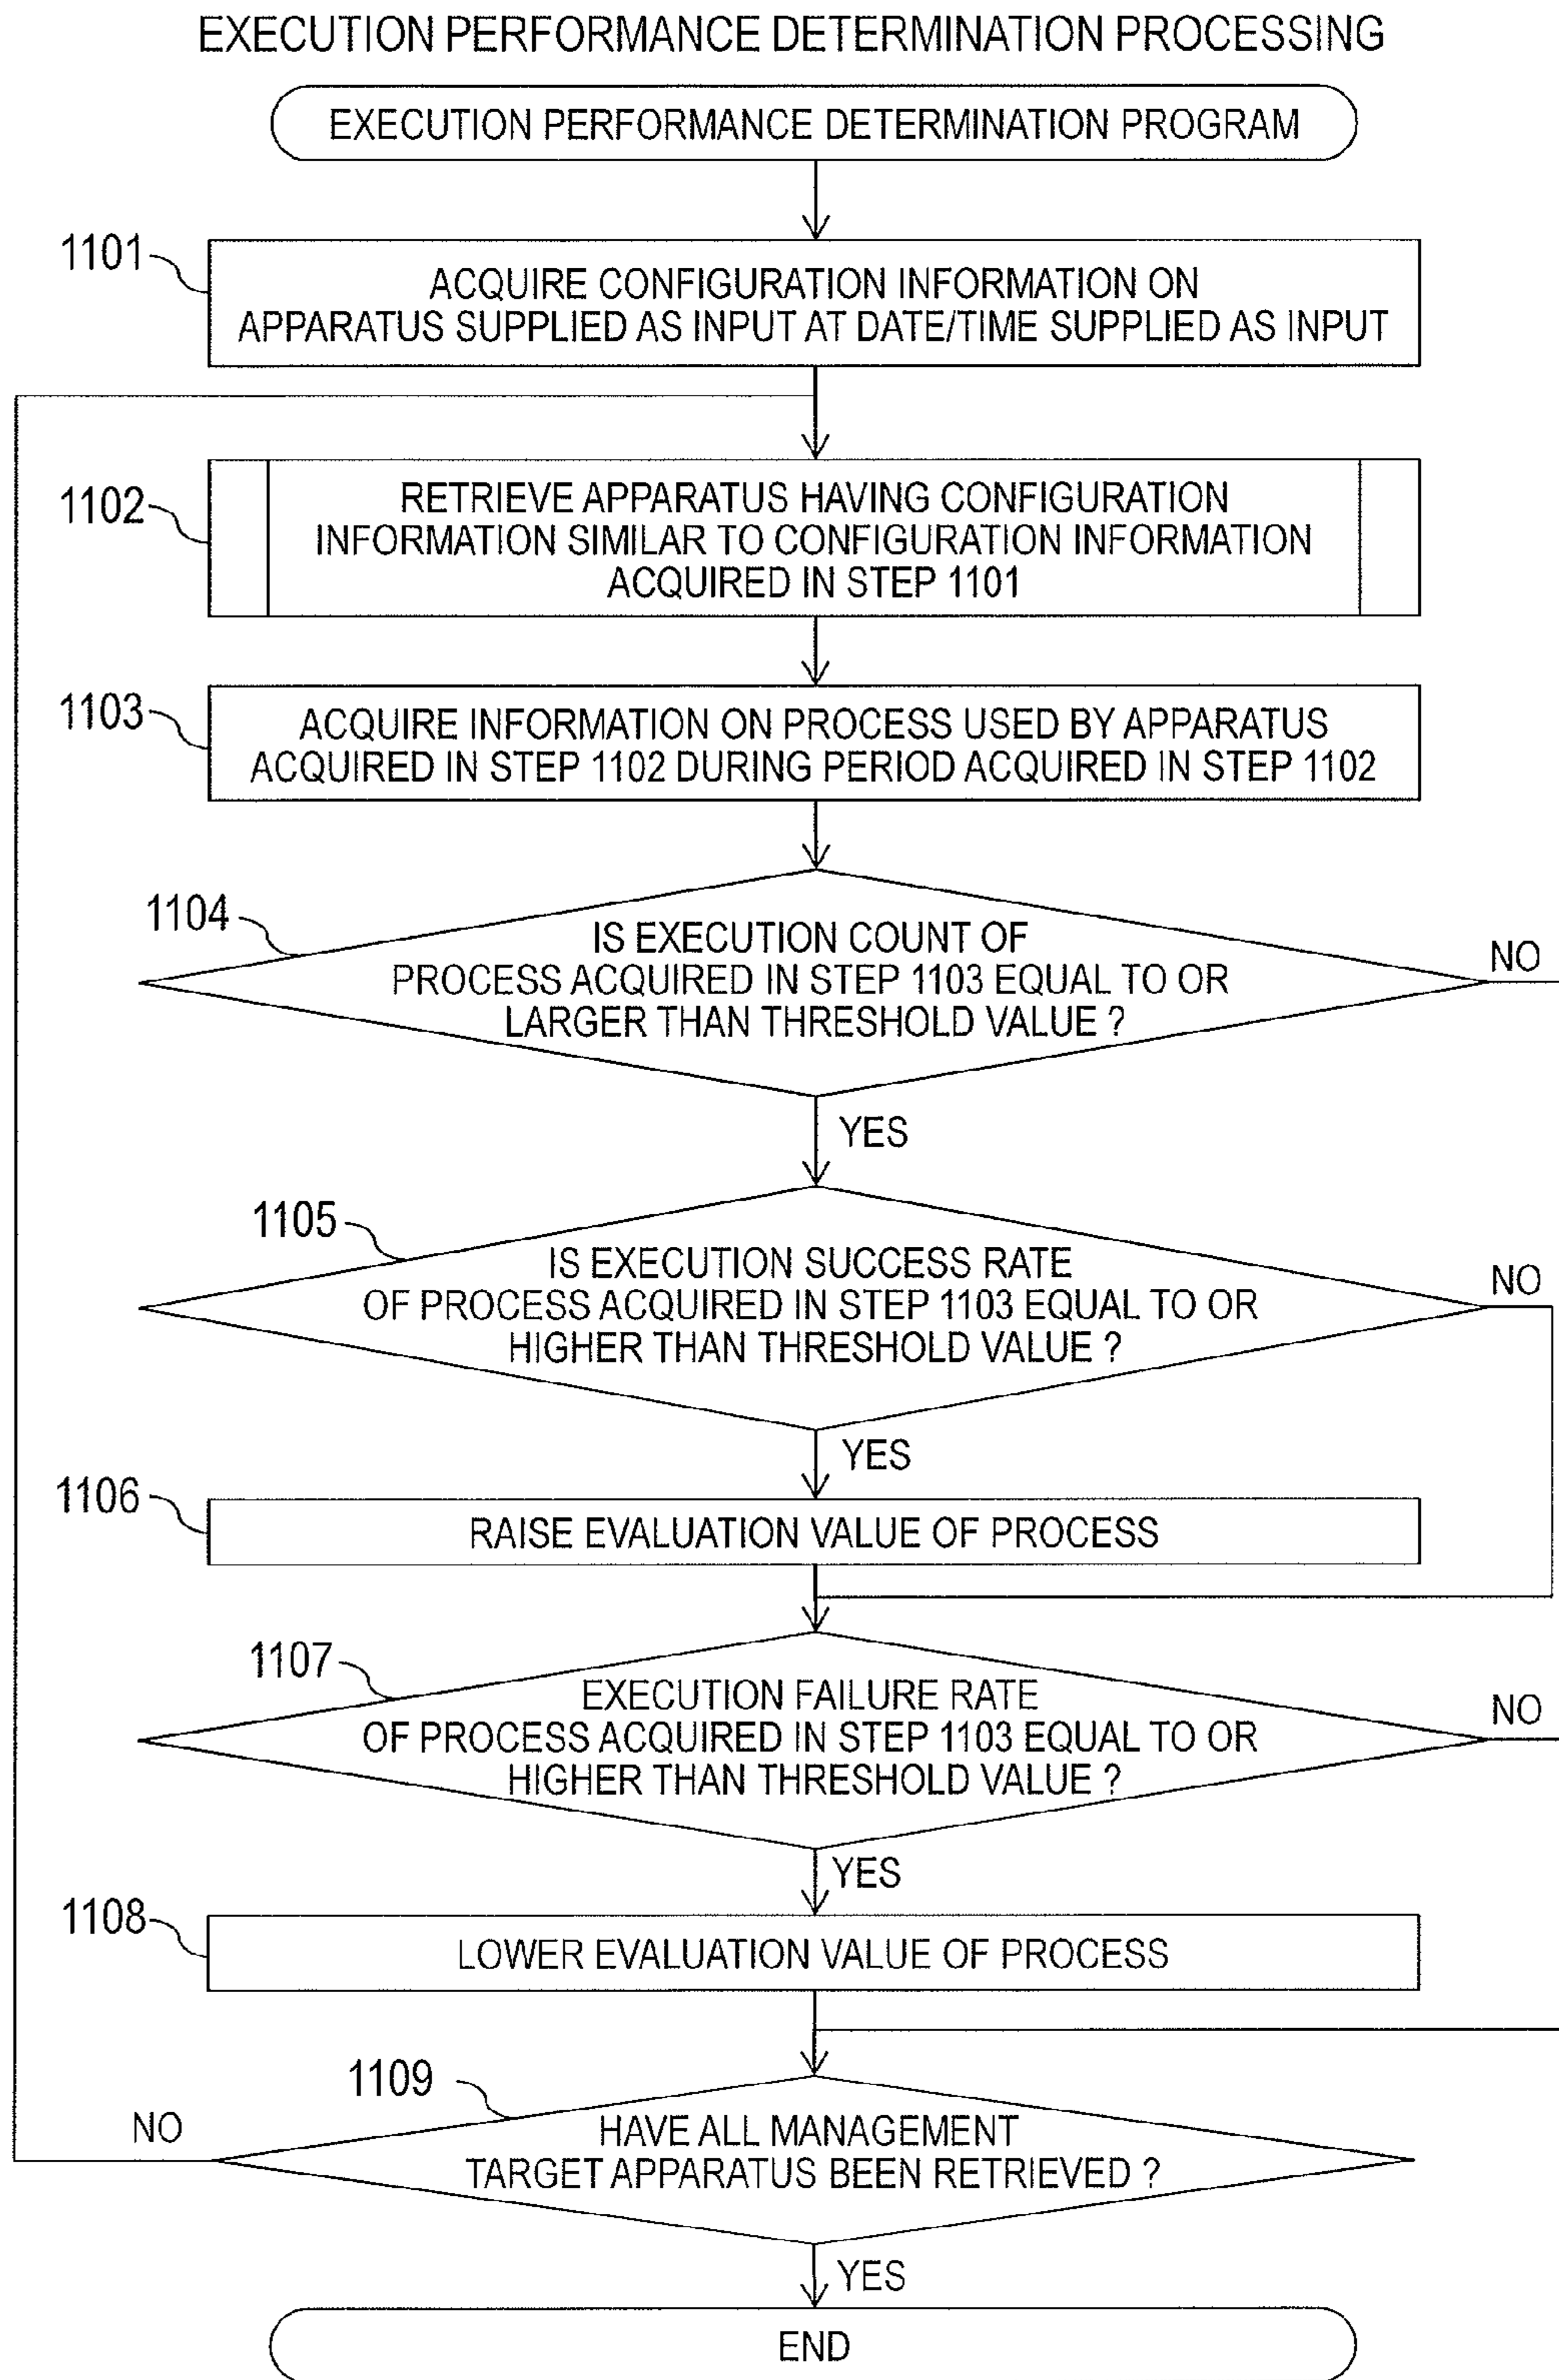 EXECUTION PERFORMANCE DETERMINATION PROCESSING
EXECUTION PERFORMANCE DETERMINATION PROGRAM
1101
ACQUIRE CONFIGURATION INFORMATION ON
APPARATUS SUPPLIED AS INPUT AT DATE/TIME SUPPLIED AS INPUT
1102
RETRIEVE APPARATUS HAVING CONFIGURATION
INFORMATION SIMILAR TO CONFIGURATION INFORMATION
ACQUIRED IN STEP 1101
1103
ACQUIRE INFORMATION ON PROCESS USED BY APPARATUS
ACQUIRED IN STEP 1102 DURING PERIOD ACQUIRED IN STEP 1102
1104
IS EXECUTION COUNT OF
PROCESS ACQUIRED IN STEP 1103 EQUAL TO OR
LARGER THAN THRESHOLD VALUE ?
NO
YES
1105
IS EXECUTION SUCCESS RATE
OF PROCESS ACQUIRED IN STEP 1103 EQUAL TO OR
HIGHER THAN THRESHOLD VALUE ?
NO
YES
1106
RAISE EVALUATION VALUE OF PROCESS
1107
EXECUTION FAILURE RATE
OF PROCESS ACQUIRED IN STEP 1103 EQUAL TO OR
HIGHER THAN THRESHOLD VALUE ?
NO
YES
1108
LOWER EVALUATION VALUE OF PROCESS
1109
HAVE ALL MANAGEMENT
TARGET APPARATUS BEEN RETRIEVED ?
NO
YES
END